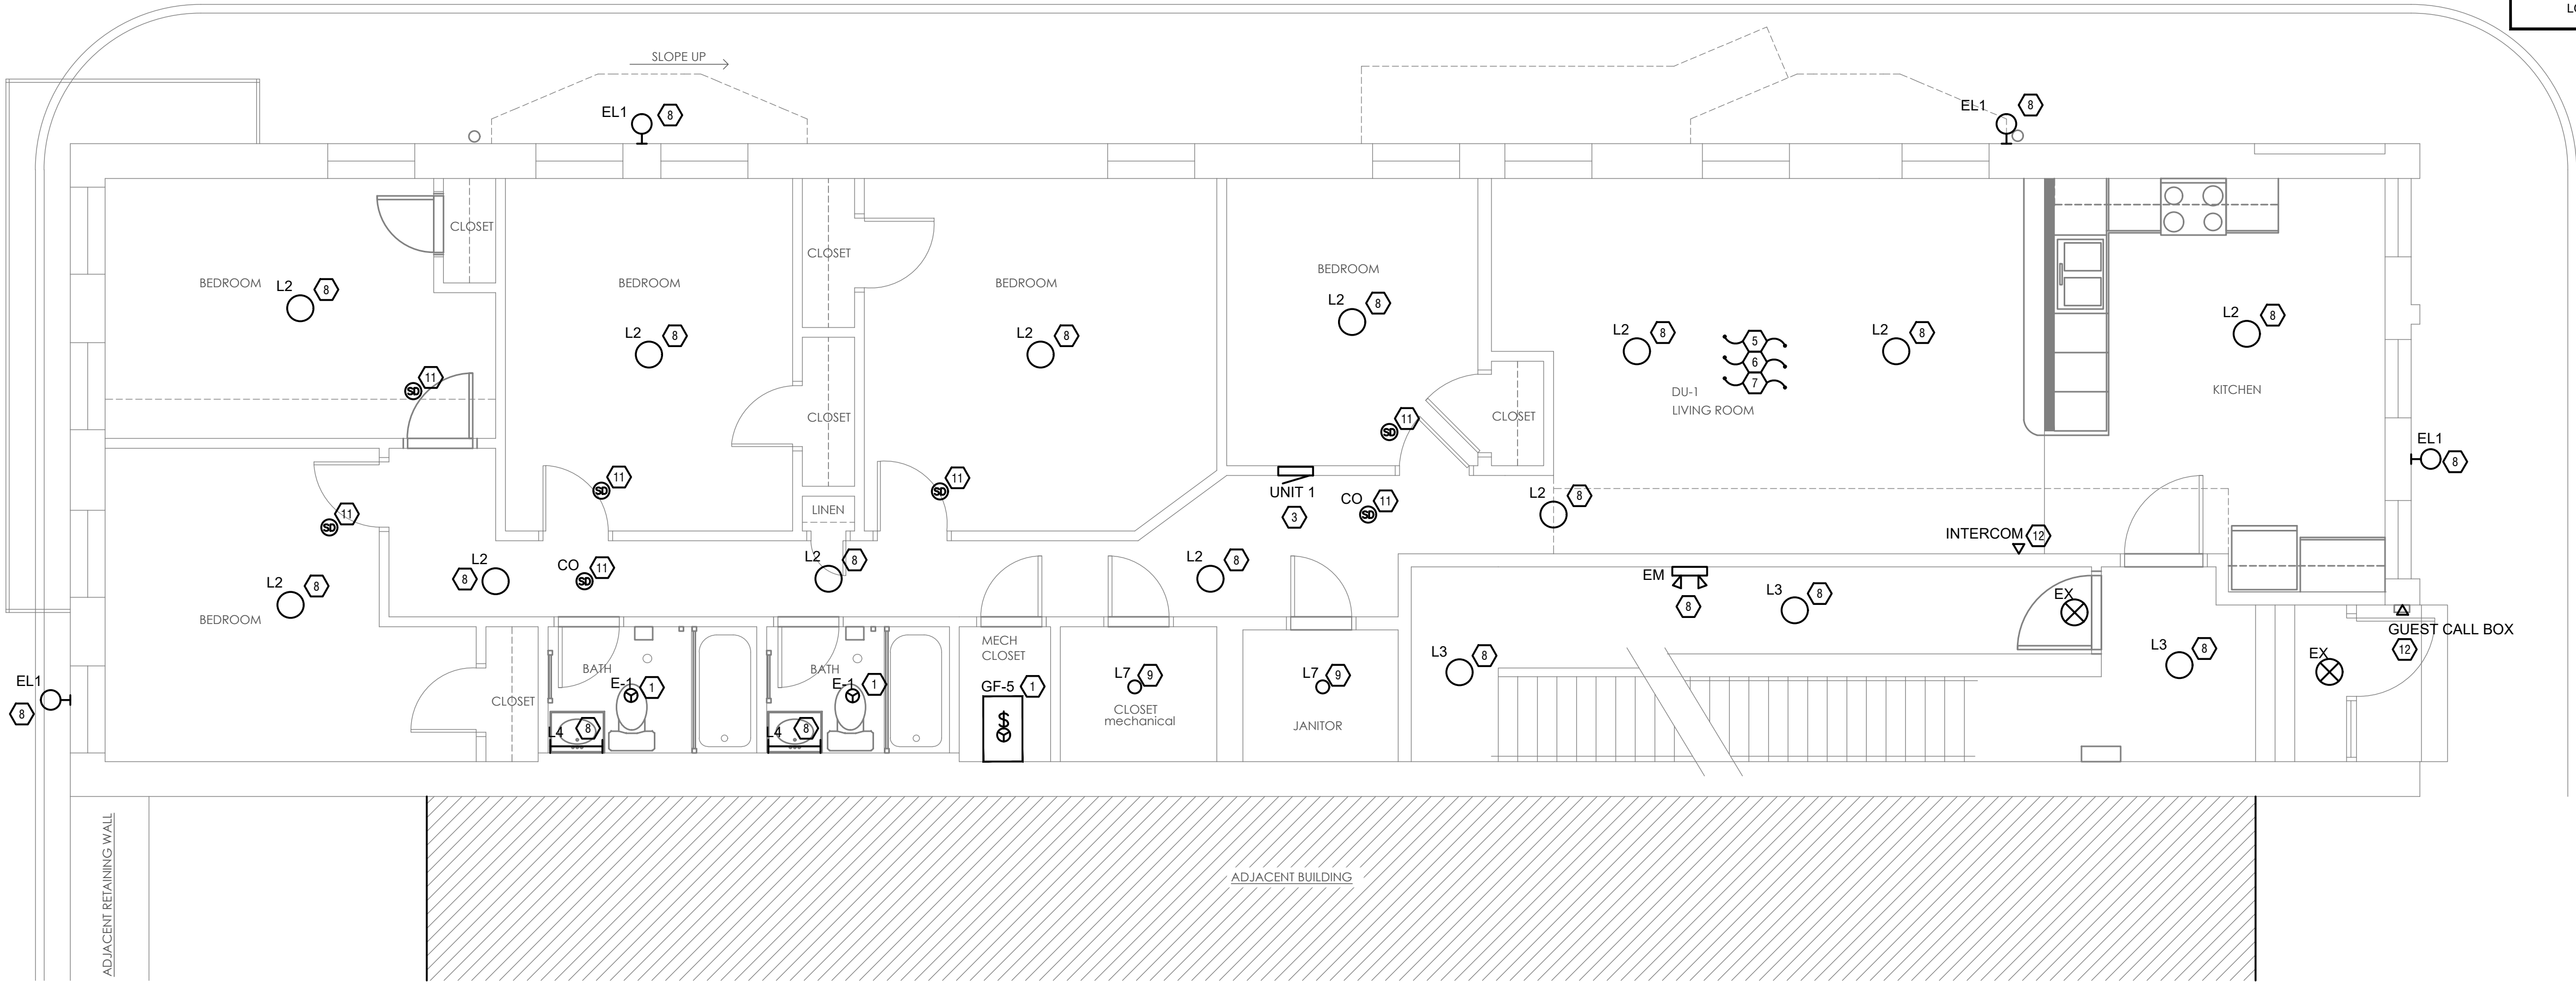 LO
SLOPE UP
EL1 8
EL1 8
CLOSET
CLOSET
BEDROOM
L2 8
BEDROOM
L2 8
BEDROOM
L2 8
BEDROOM
L2 8
L2 8
5
6
7
L2 8
L2 8
DU-1
LIVING ROOM
KITCHEN
SD 11
CLOSET
SD 11
CLOSET
EL1
8
SD 11
SD 11
SD 11
LINEN
UNIT 1
3
CO SD 11
L2 8
INTERCOM 12
L2
8
CO SD 11
L2 8
L2 8
EM
8
L3 8
EX
L2 8
BEDROOM
GUEST CALL BOX
12
EL1
8
CLOSET
BATH
E-1 1
L4 8
BATH
E-1 1
L4 8
MECH
CLOSET
GF-5 1
$
L7 9
CLOSET
mechanical
L7 9
JANITOR
L3 8
L3 8
EX
ADJACENT RETAINING WALL
ADJACENT BUILDING